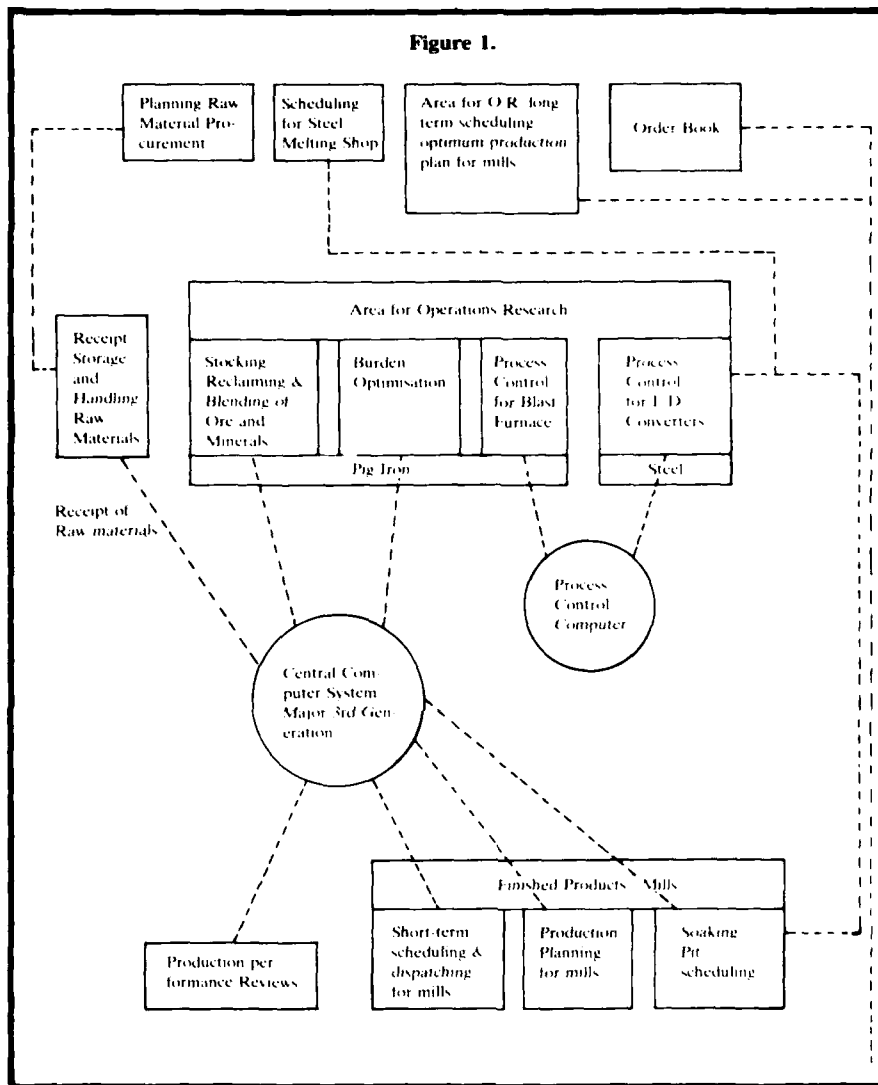 Figure 1.
Planning Raw
Material Pro-
curement
Scheduling
for Steel
Melting Shop
Area for O.R. long
term scheduling
optimum production
plan for mills
Order Book
Area for Operations Research
Receipt
Storage
and
Handling
Raw
Materials
Stocking
Reclaiming &
Blending of
Ore and
Minerals
Burden
Optimisation
Process
Control
for Blast
Furnace
Process
Control
for L D
Converters
Pig Iron
Steel
Receipt of
Raw materials
Process
Control
Computer
Central Com-
puter System
Major 3rd Gen-
eration
Finished Products Mills
Short-term
scheduling &
dispatching
for mills
Production
Planning
for mills
Soaking
Pit
scheduling
Production per
formance Reviews